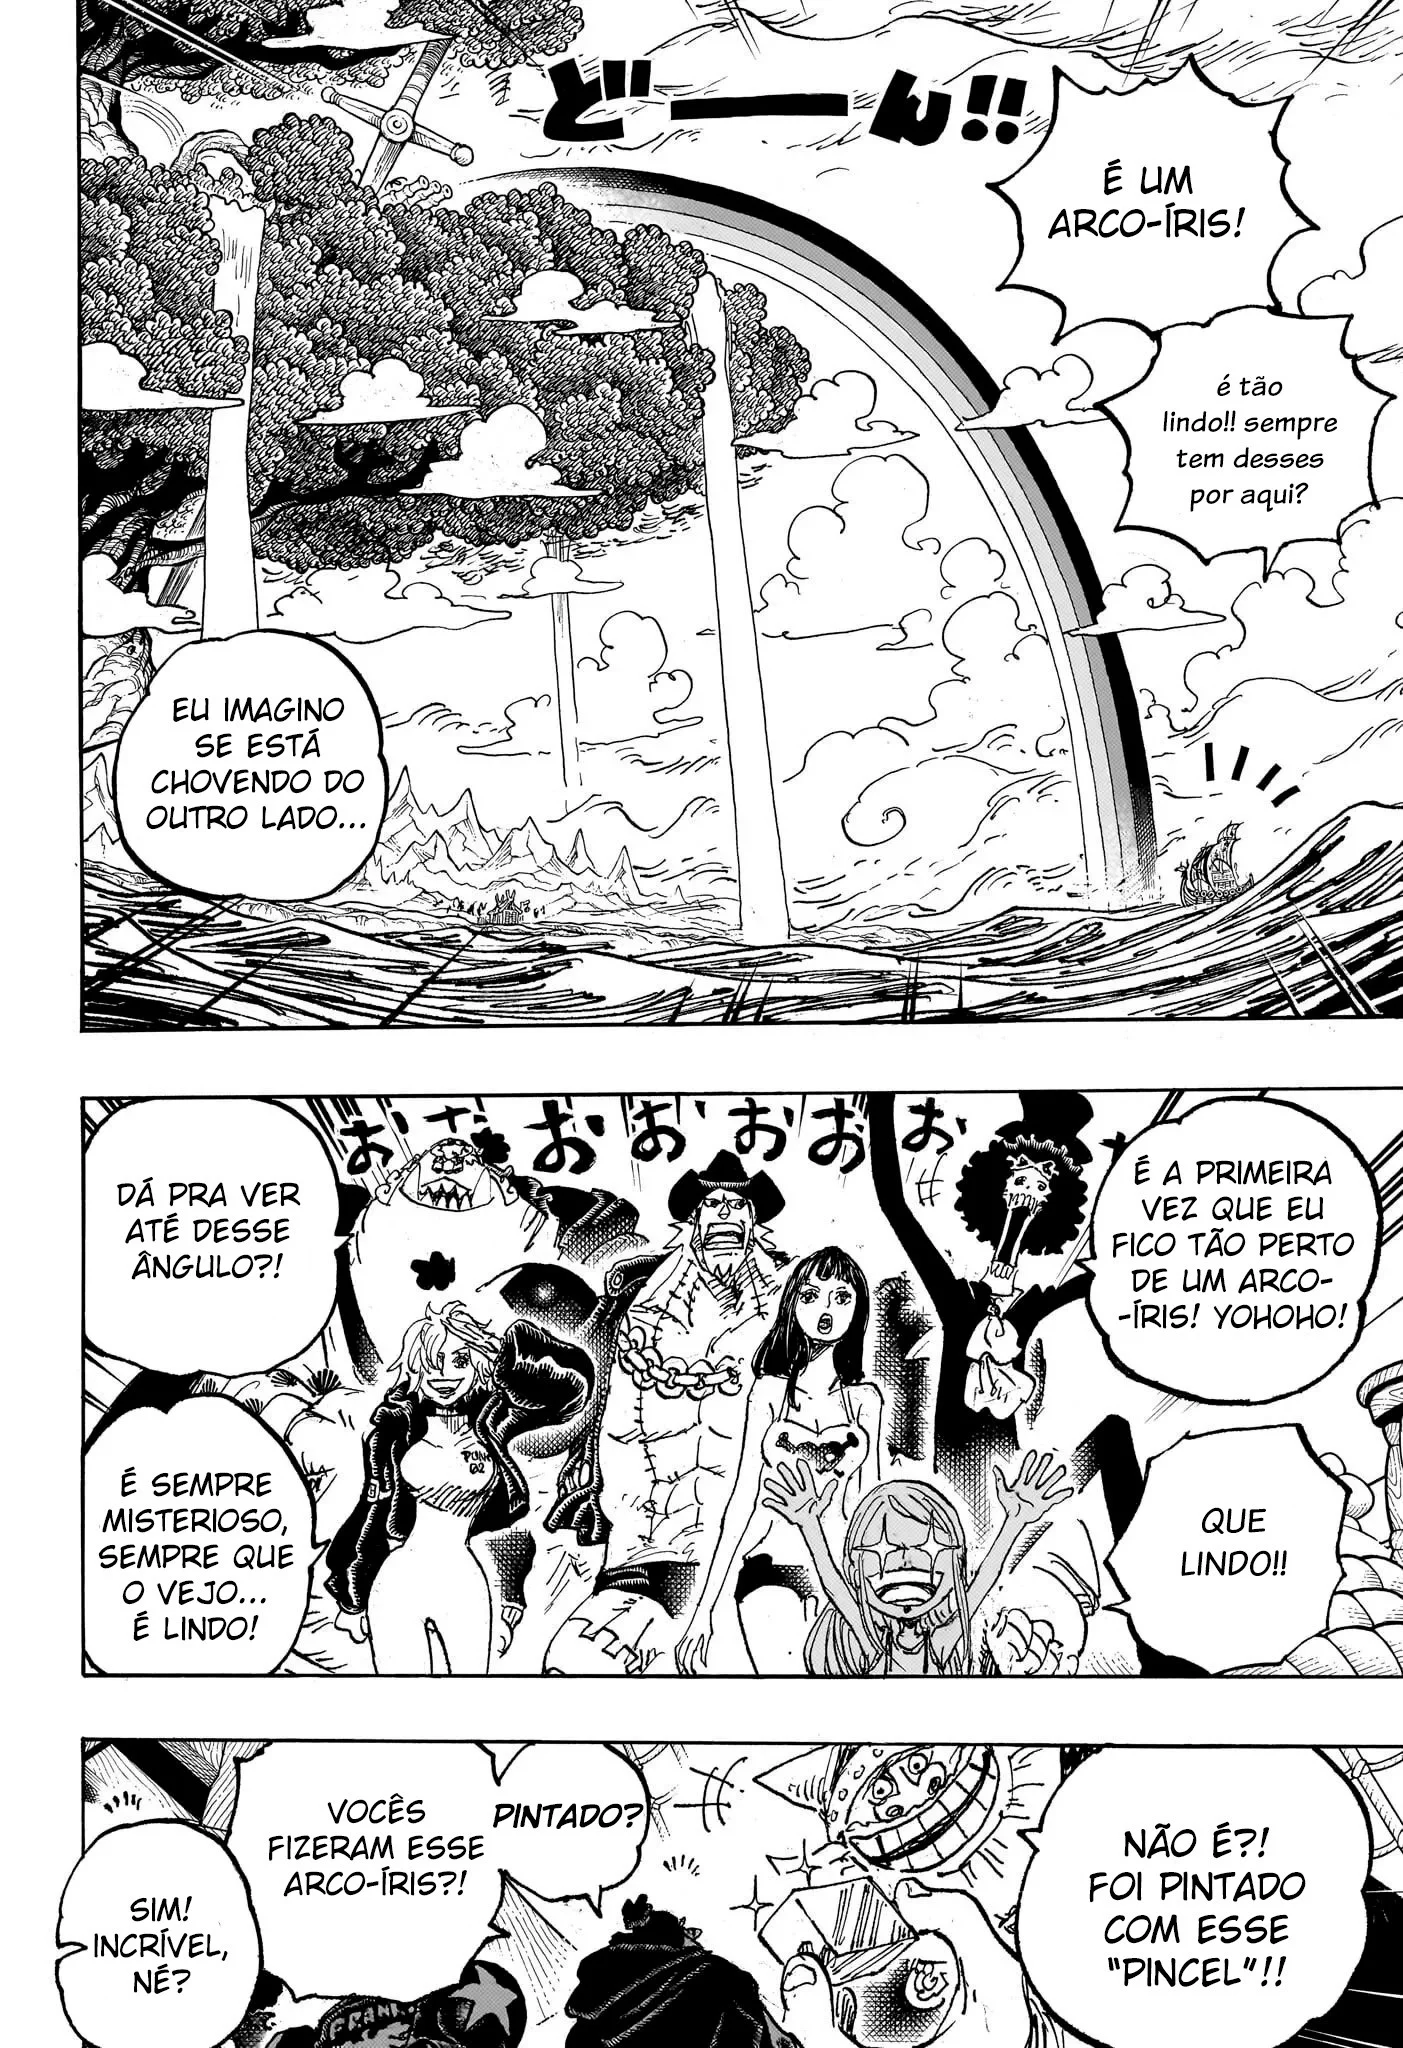 どーーん!!
É UM
ARCO-ÍRIS!
é tão
lindo!! sempre
tem desses
por aqui?
EU IMAGINO
SE ESTÁ
CHOVENDO DO
OUTRO LADO...
おおおおおおお
É A PRIMEIRA
VEZ QUE EU
FICO TÃO PERTO
DE UM ARCO-
-ÍRIS! YOHOHO!
DÁ PRA VER
ATÉ DESSE
ÂNGULO?!
QUE
LINDO!!
É SEMPRE
MISTERIOSO,
SEMPRE QUE
O VEJO...
É LINDO!
PUNK
02
NÃO É?!
FOI PINTADO
COM ESSE
"PINCEL"!!
PINTADO?
VOCÊS
FIZERAM ESSE
ARCO-ÍRIS?!
SIM!
INCRÍVEL,
NÉ?